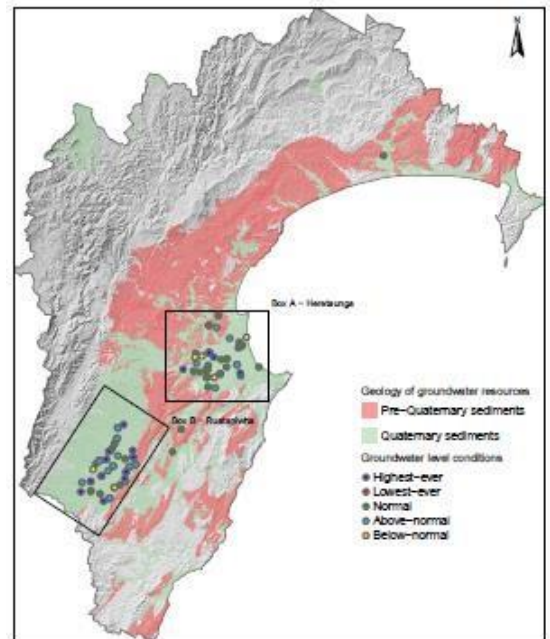 N
Box A - Heretaunga
Box B - Ruataniwha
Geology of groundwater resources
Pre-Quaternary sediments
Quaternary sediments
Groundwater level conditions
Highest-ever
Lowest-ever
Normal
Above-normal
Below-normal